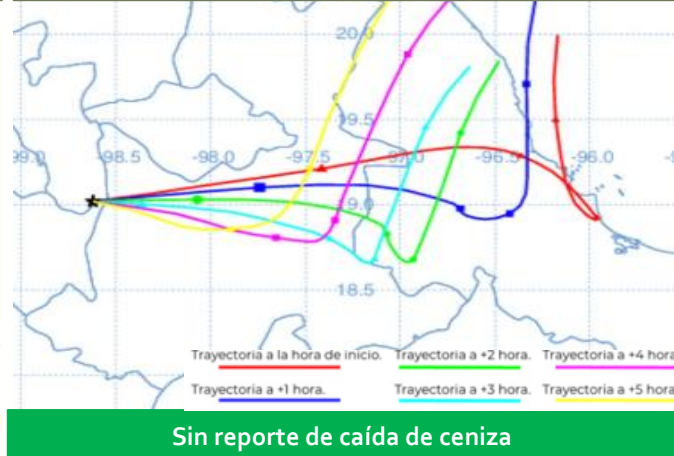 20.0
19.5
-99.0 -98.5 -98.0 -97.5 -97.0 -96.5 -96.0
19.0
18.5
Trayectoria a la hora de inicio. Trayectoria a +2 hora. Trayectoria a +4 hora
Trayectoria a +1 hora. Trayectoria a +3 hora. Trayectoria a +5 hora
Sin reporte de caída de ceniza